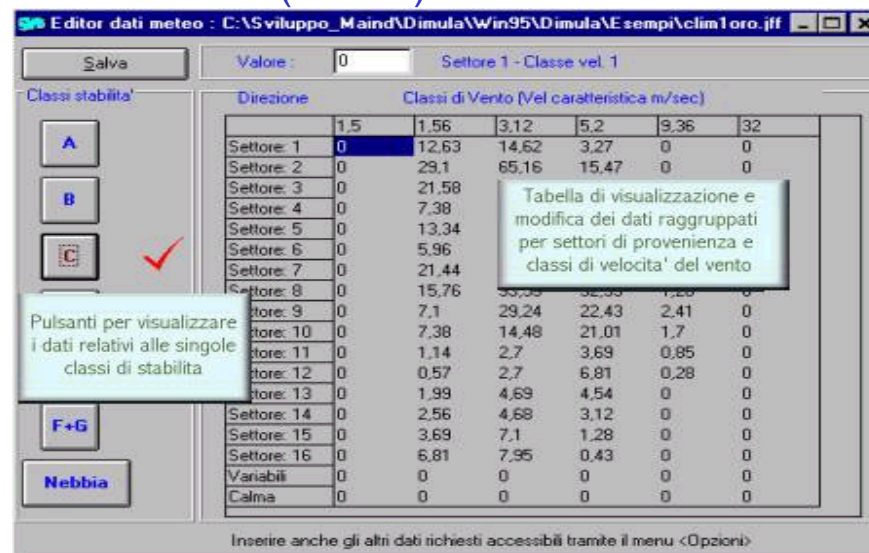 Editor dati meteo : C:\Sviluppo_Maind\Dimula\Win95\Dimula\Esempi\clim1oro.jff
Salva
Valore : 0 Settore 1 - Classe vel. 1
Classi stabilita'
Direzione Classi di Vento (Vel caratteristica m/sec)
1,5 1,56 3,12 5,2 9,36 32
A
Settore: 1 0 12,63 14,62 3,27 0 0
Settore: 2 0 29,1 65,16 15,47 0 0
B
Settore: 3 0 21,58
Settore: 4 0 7,38
Settore: 5 0 13,34
C
Settore: 6 0 5,96
Settore: 7 0 21,44
Tabella di visualizzazione e
modifica dei dati raggruppati
per settori di provenienza e
classi di velocita' del vento
Settore: 8 0 15,76 0
Pulsanti per visualizzare
i dati relativi alle singole
classi di stabilita
ttore: 9 0 7,1 29,24 22,43 2,41 0
ttore: 10 0 7,38 14,48 21,01 1,7 0
ttore: 11 0 1,14 2,7 3,69 0,85 0
ttore: 12 0 0,57 2,7 6,81 0,28 0
Settore: 13 0 1,99 4,69 4,54 0 0
F+G
Settore: 14 0 2,56 4,68 3,12 0 0
Settore: 15 0 3,69 7,1 1,28 0 0
Settore: 16 0 6,81 7,95 0,43 0 0
Nebbia
Variabili 0 0 0 0 0 0
Calma 0 0 0 0 0 0
Inserire anche gli altri dati richiesti accessibili tramite il menu <Opzioni>